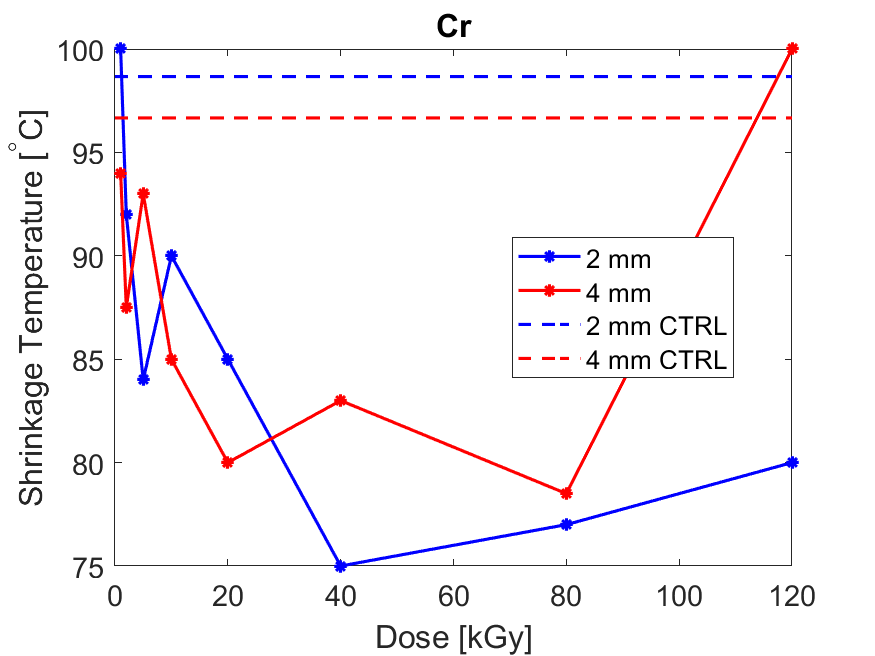 Cr
Shrinkage Temperature [°C]
100
95
90
85
80
75
2 mm
4 mm
2 mm CTRL
4 mm CTRL
0 20 40 60 80 100 120
Dose [kGy]